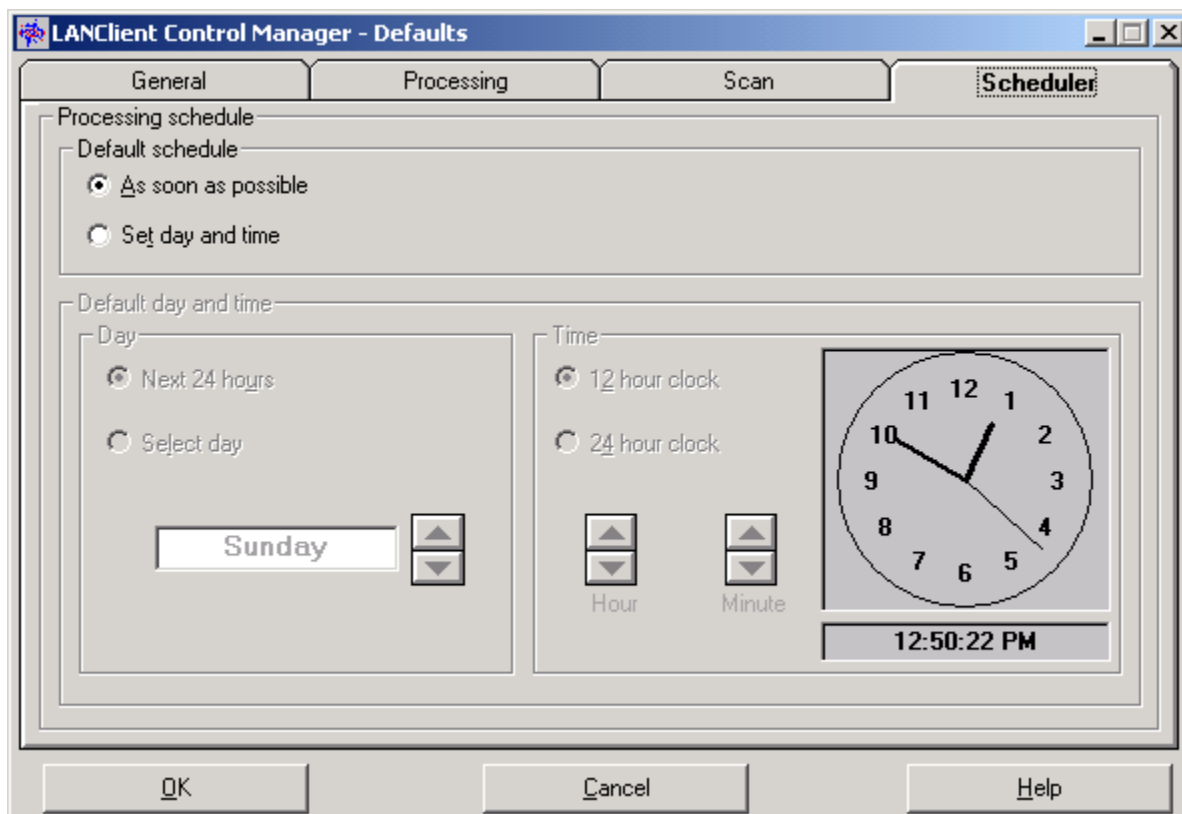 LANClient Control Manager - Defaults
General Processing Scan Scheduler
Processing schedule
Default schedule
As soon as possible
Set day and time
Default day and time
Day
Next 24 hours
Select day
Sunday
Time
12 hour clock
24 hour clock
Hour Minute
12
1
2
3
4
5
6
7
8
9
10
11
12:50:22 PM
OK Cancel Help